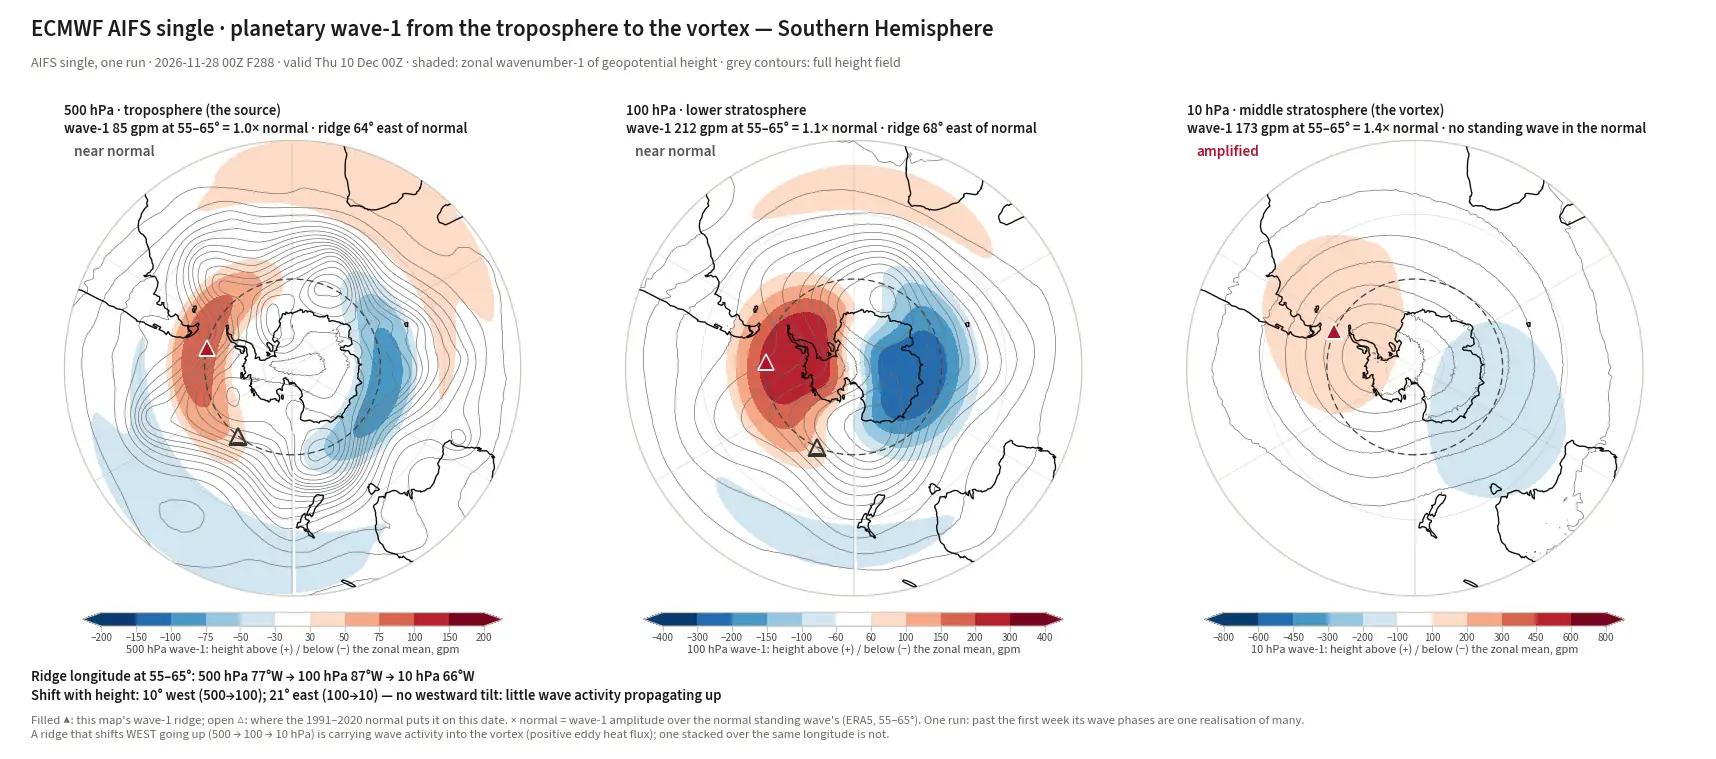 ECMWF AIFS single · planetary wave-1 from the troposphere to the vortex — Southern Hemisphere
AIFS single, one run · 2026-11-28 00Z F288 · valid Thu 10 Dec 00Z · shaded: zonal wavenumber-1 of geopotential height · grey contours: full height field
500 hPa · troposphere (the source)
wave-1 85 gpm at 55–65° = 1.0× normal · ridge 64° east of normal
near normal
100 hPa · lower stratosphere
wave-1 212 gpm at 55–65° = 1.1× normal · ridge 68° east of normal
near normal
10 hPa · middle stratosphere (the vortex)
wave-1 173 gpm at 55–65° = 1.4× normal · no standing wave in the normal
amplified
−200 −150 −100 −75 −50 −30 30 50 75 100 150 200
500 hPa wave-1: height above (+) / below (−) the zonal mean, gpm
−400 −300 −200 −150 −100 −60 60 100 150 200 300 400
100 hPa wave-1: height above (+) / below (−) the zonal mean, gpm
−800 −600 −450 −300 −200 −100 100 200 300 450 600 800
10 hPa wave-1: height above (+) / below (−) the zonal mean, gpm
Ridge longitude at 55–65°: 500 hPa 77°W → 100 hPa 87°W → 10 hPa 66°W
Shift with height: 10° west (500→100); 21° east (100→10) — no westward tilt: little wave activity propagating up
Filled ▲: this map's wave-1 ridge; open △: where the 1991–2020 normal puts it on this date. × normal = wave-1 amplitude over the normal standing wave's (ERA5, 55–65°). One run: past the first week its wave phases are one realisation of many.
A ridge that shifts WEST going up (500 → 100 → 10 hPa) is carrying wave activity into the vortex (positive eddy heat flux); one stacked over the same longitude is not.